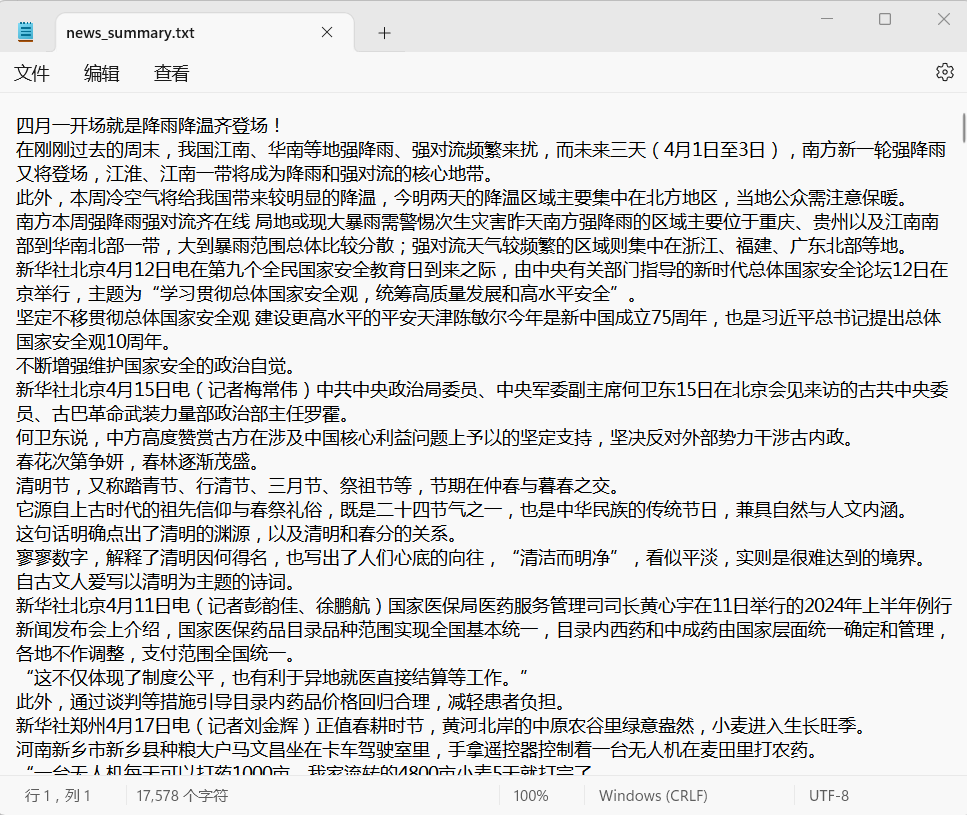 news_summary.txt
文件 编辑 查看
四月一开场就是降雨降温齐登场！
在刚刚过去的周末，我国江南、华南等地强降雨、强对流频繁来扰，而未来三天（4月1日至3日），南方新一轮强降雨
又将登场，江淮、江南一带将成为降雨和强对流的核心地带。
此外，本周冷空气将给我国带来较明显的降温，今明两天的降温区域主要集中在北方地区，当地公众需注意保暖。
南方本周强降雨强对流齐在线 局地或现大暴雨需警惕次生灾害昨天南方强降雨的区域主要位于重庆、贵州以及江南南
部到华南北部一带，大到暴雨范围总体比较分散；强对流天气较频繁的区域则集中在浙江、福建、广东北部等地。
新华社北京4月12日电在第九个全民国家安全教育日到来之际，由中央有关部门指导的新时代总体国家安全论坛12日在
京举行，主题为“学习贯彻总体国家安全观，统筹高质量发展和高水平安全”。
坚定不移贯彻总体国家安全观 建设更高水平的平安天津陈敏尔今年是新中国成立75周年，也是习近平总书记提出总体
国家安全观10周年。
不断增强维护国家安全的政治自觉。
新华社北京4月15日电（记者梅常伟）中共中央政治局委员、中央军委副主席何卫东15日在北京会见来访的古共中央委
员、古巴革命武装力量部政治部主任罗霍。
何卫东说，中方高度赞赏古方在涉及中国核心利益问题上予以的坚定支持，坚决反对外部势力干涉古内政。
春花次第争妍，春林逐渐茂盛。
清明节，又称踏青节、行清节、三月节、祭祖节等，节期在仲春与暮春之交。
它源自上古时代的祖先信仰与春祭礼俗，既是二十四节气之一，也是中华民族的传统节日，兼具自然与人文内涵。
这句话明确点出了清明的渊源，以及清明和春分的关系。
寥寥数字，解释了清明因何得名，也写出了人们心底的向往，“清洁而明净”，看似平淡，实则是很难达到的境界。
自古文人爱写以清明为主题的诗词。
新华社北京4月11日电（记者彭韵佳、徐鹏航）国家医保局医药服务管理司司长黄心宇在11日举行的2024年上半年例行
新闻发布会上介绍，国家医保药品目录品种范围实现全国基本统一，目录内西药和中成药由国家层面统一确定和管理，
各地不作调整，支付范围全国统一。
“这不仅体现了制度公平，也有利于异地就医直接结算等工作。”
此外，通过谈判等措施引导目录内药品价格回归合理，减轻患者负担。
新华社郑州4月17日电（记者刘金辉）正值春耕时节，黄河北岸的中原农谷里绿意盎然，小麦进入生长旺季。
河南新乡市新乡县种粮大户马文昌坐在卡车驾驶室里，手拿遥控器控制着一台无人机在麦田里打农药。
“一台无人机每天可以打药1000亩，我家流转的4800亩小麦5天就打完了
行 1，列 1 17,578 个字符 100% Windows (CRLF) UTF-8